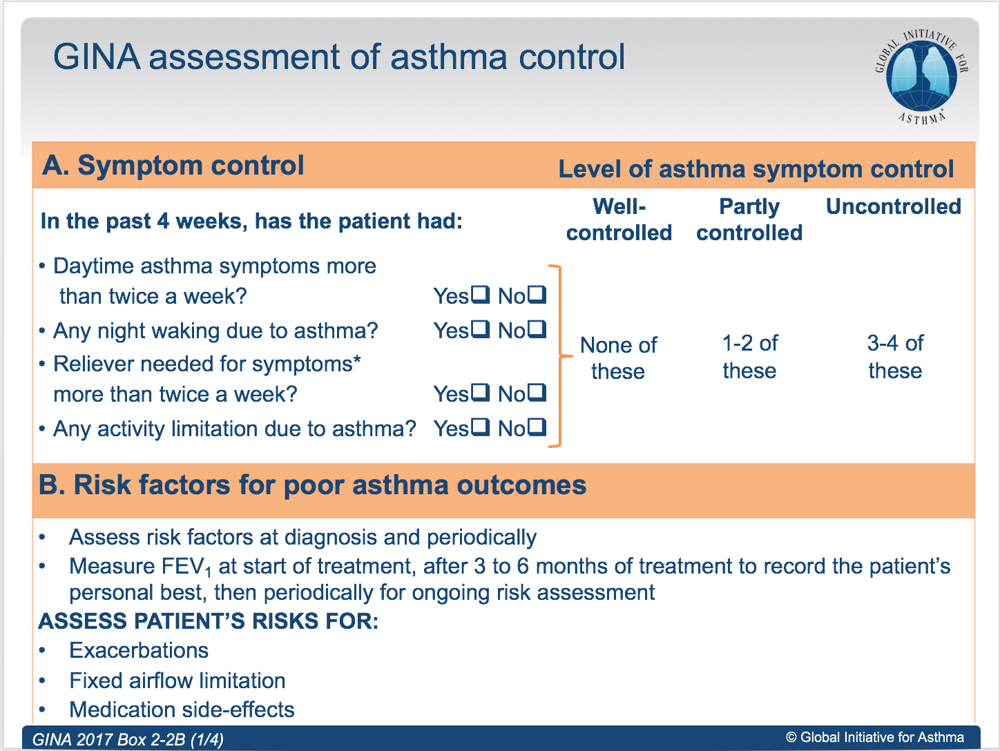 GINA assessment of asthma control
GLOBAL INITIATIVE FOR
ASTHMA
A. Symptom control
Level of asthma symptom control
In the past 4 weeks, has the patient had:
Well-
controlled
Partly
controlled
Uncontrolled
• Daytime asthma symptoms more
than twice a week? Yes❑ No❑
• Any night waking due to asthma? Yes❑ No❑
• Reliever needed for symptoms*
more than twice a week? Yes❑ No❑
• Any activity limitation due to asthma? Yes❑ No❑
None of
these
1-2 of
these
3-4 of
these
B. Risk factors for poor asthma outcomes
• Assess risk factors at diagnosis and periodically
• Measure FEV₁ at start of treatment, after 3 to 6 months of treatment to record the patient’s
personal best, then periodically for ongoing risk assessment
ASSESS PATIENT’S RISKS FOR:
• Exacerbations
• Fixed airflow limitation
• Medication side-effects
GINA 2017 Box 2-2B (1/4)
© Global Initiative for Asthma